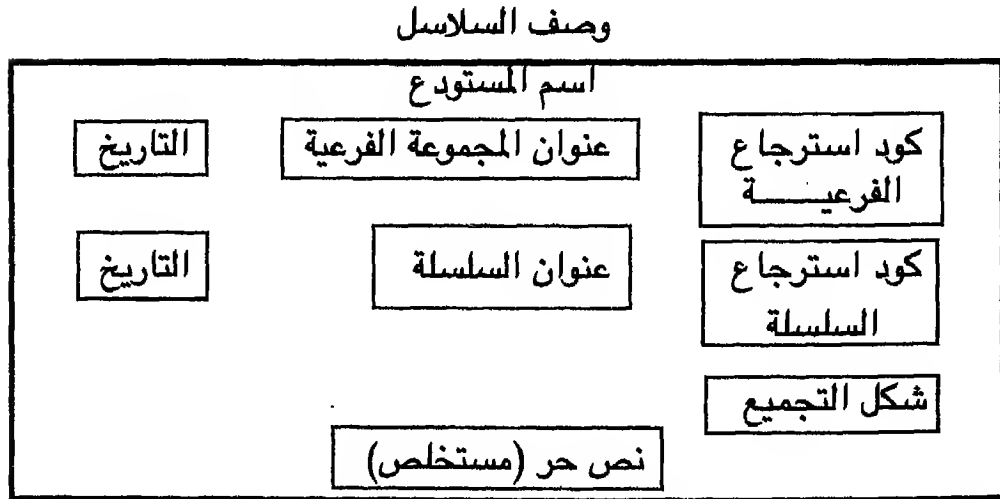 وصف السلاسل
اسم المستودع
كود استرجاع عنوان المجموعة الفرعية التاريخ
الفرعيـــــــة
كود استرجاع عنوان السلسلة التاريخ
السلسلة
شكل التجميع
نص حر (مستخلص)